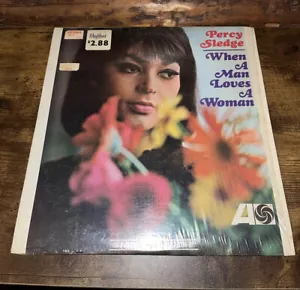 $2.88
Percy
Sledge
When
A
Man
Loves
A
Woman